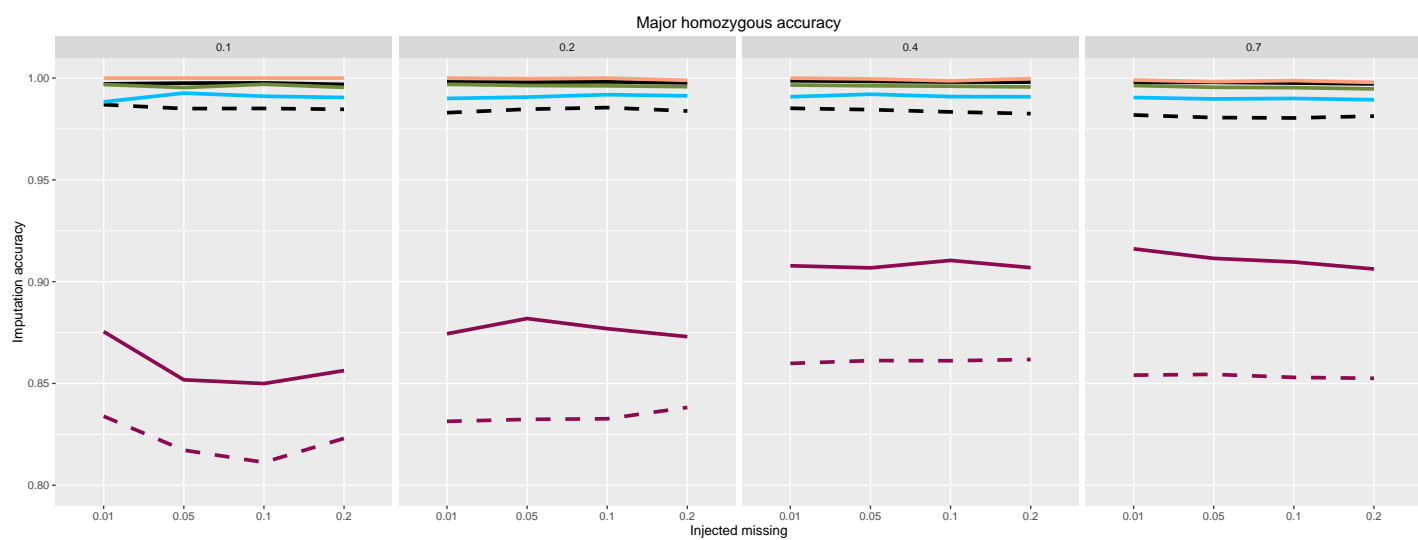 Major homozygous accuracy
0.1 0.2 0.4 0.7
Imputation accuracy
1.00
0.95
0.90
0.85
0.80
0.01 0.05 0.1 0.2 0.01 0.05 0.1 0.2 0.01 0.05 0.1 0.2 0.01 0.05 0.1 0.2
Injected missing